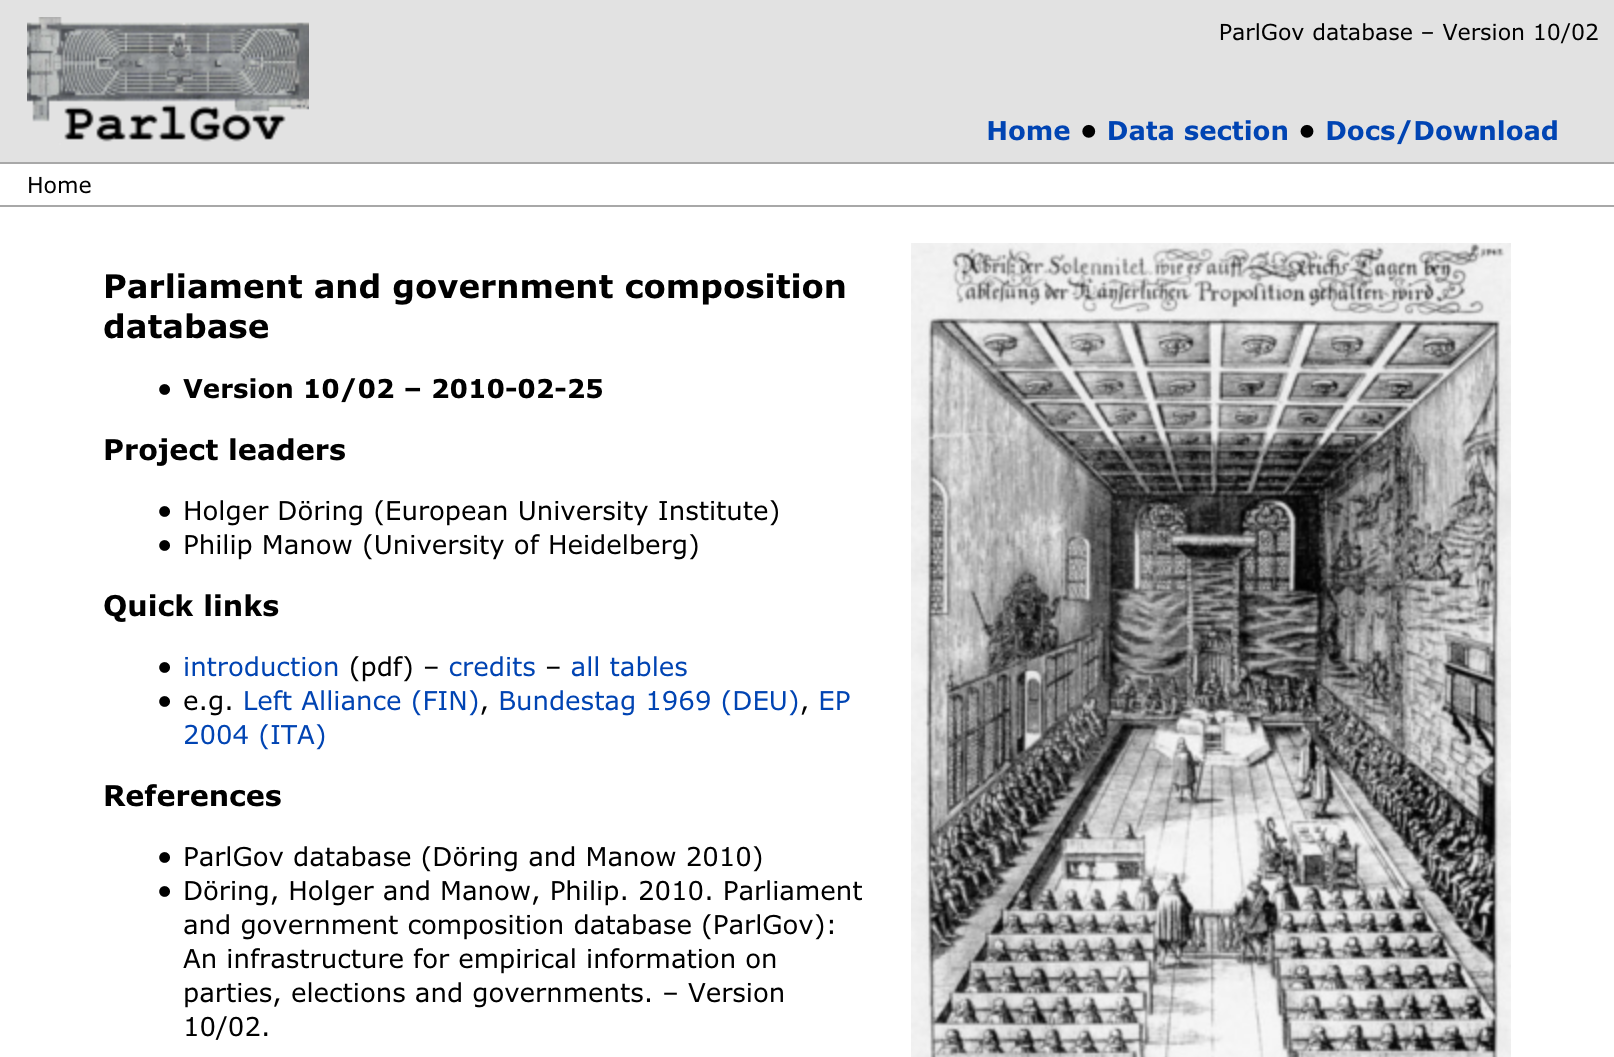 ParlGov
ParlGov database – Version 10/02
Home • Data section • Docs/Download
Home
Parliament and government composition
database
• Version 10/02 – 2010-02-25
Project leaders
• Holger Döring (European University Institute)
• Philip Manow (University of Heidelberg)
Quick links
• introduction (pdf) – credits – all tables
• e.g. Left Alliance (FIN), Bundestag 1969 (DEU), EP
2004 (ITA)
References
• ParlGov database (Döring and Manow 2010)
• Döring, Holger and Manow, Philip. 2010. Parliament
and government composition database (ParlGov):
An infrastructure for empirical information on
parties, elections and governments. – Version
10/02.
Abriß der Solennitet wie es auff Reichs Tagen bey
ablesung der Käyserlichen Proposition gehalten wird.